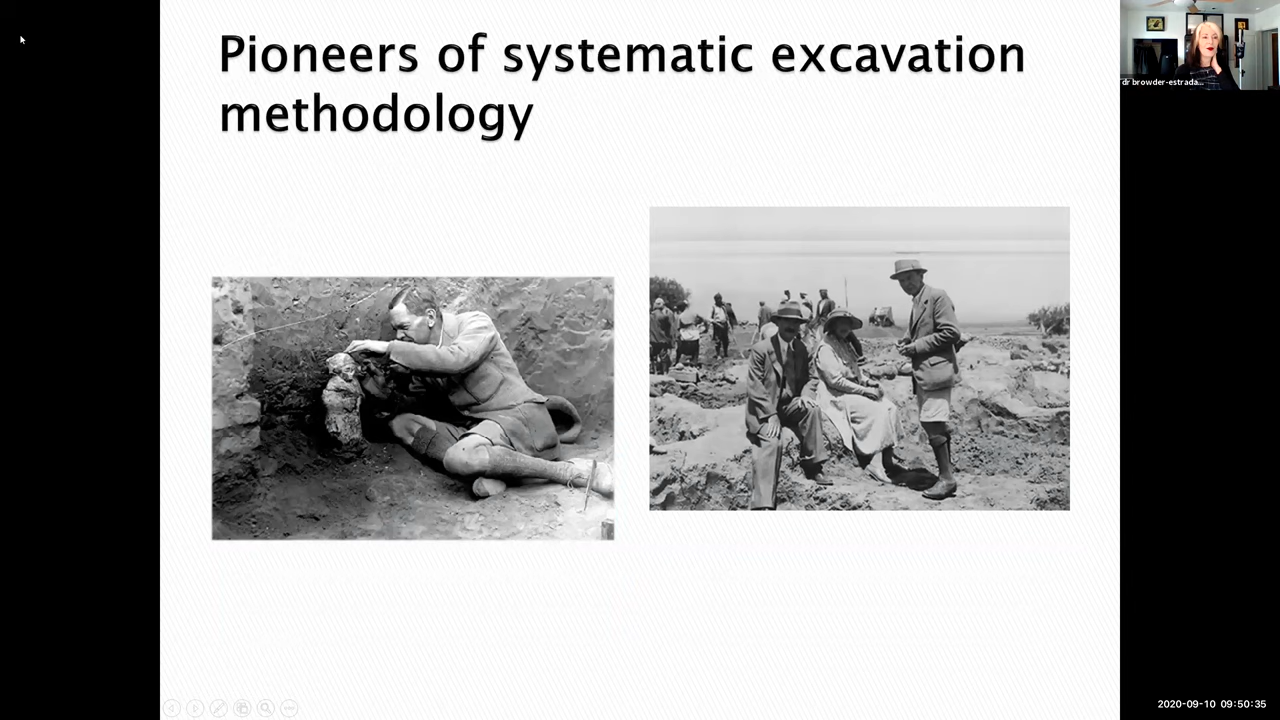 Pioneers of systematic excavation
methodology
dr browder-estrada...
2020-09-10 09:50:35